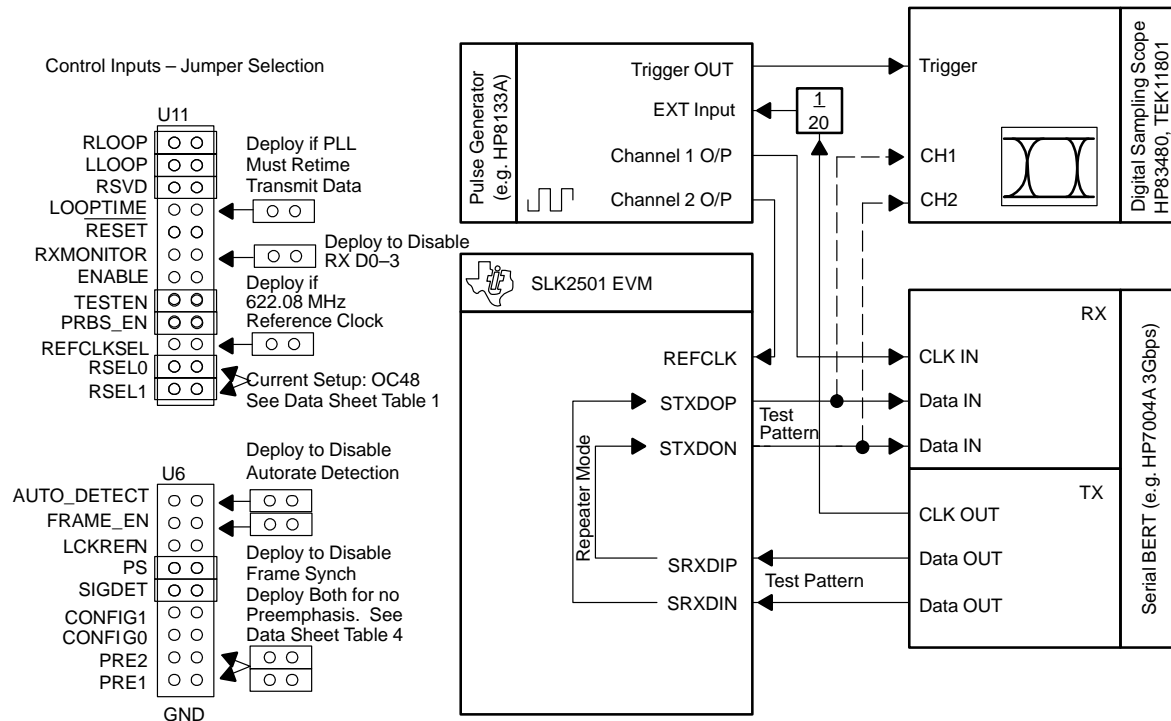 Control Inputs – Jumper Selection
U11
RLOOP
LLOOP
RSVD
LOOPTIME
RESET
RXMONITOR
ENABLE
TESTEN
PRBS_EN
REFCLKSEL
RSEL0
RSEL1
Deploy if PLL
Must Retime
Transmit Data
Deploy to Disable
RX D0–3
Deploy if
622.08 MHz
Reference Clock
Current Setup: OC48
See Data Sheet Table 1
U6
AUTO_DETECT
FRAME_EN
LCKREFN
PS
SIGDET
CONFIG1
CONFIG0
PRE2
PRE1
GND
Deploy to Disable
Autorate Detection
Deploy to Disable
Frame Synch
Deploy Both for no
Preemphasis. See
Data Sheet Table 4
Pulse Generator
(e.g. HP8133A)
Trigger OUT
EXT Input
Channel 1 O/P
Channel 2 O/P
1
20
Trigger
CH1
CH2
Digital Sampling Scope
HP83480, TEK11801
SLK2501 EVM
REFCLK
STXDOP
STXDON
Repeater Mode
SRXDIP
SRXDIN
Test
Pattern
Test Pattern
RX
CLK IN
Data IN
Data IN
TX
CLK OUT
Data OUT
Data OUT
Serial BERT (e.g. HP7004A 3Gbps)